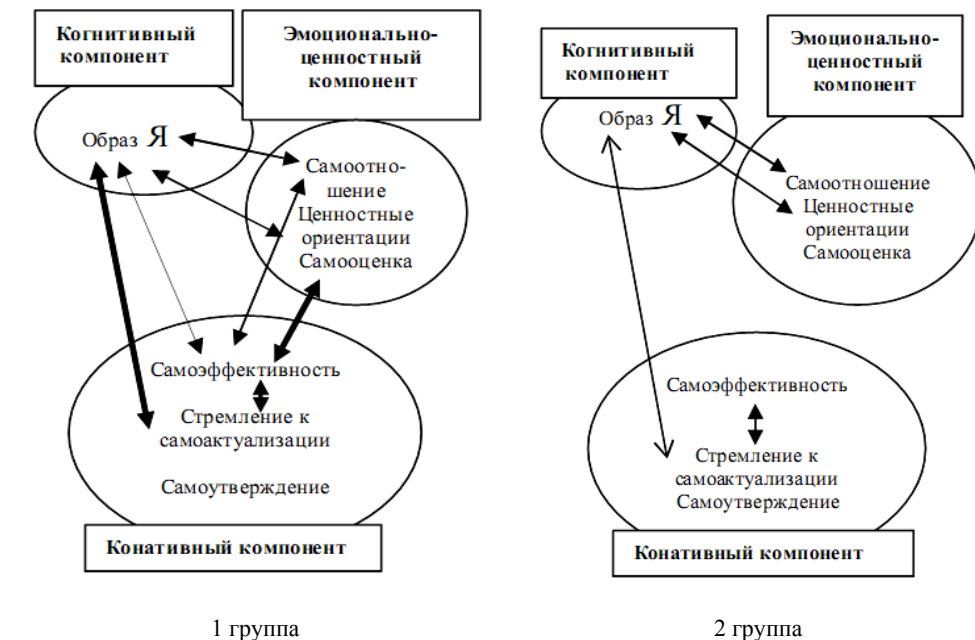 Когнитивный
компонент
Эмоционально-
ценностный
компонент
Образ Я
Самоотно-
шение
Ценностные
ориентации
Самооценка
Самоэффективность
Стремление к
самоактуализации
Самоутверждение
Конативный компонент
1 группа
Когнитивный
компонент
Эмоционально-
ценностный
компонент
Образ Я
Самоотношение
Ценностные
ориентации
Самооценка
Самоэффективность
Стремление к
самоактуализации
Самоутверждение
Конативный компонент
2 группа